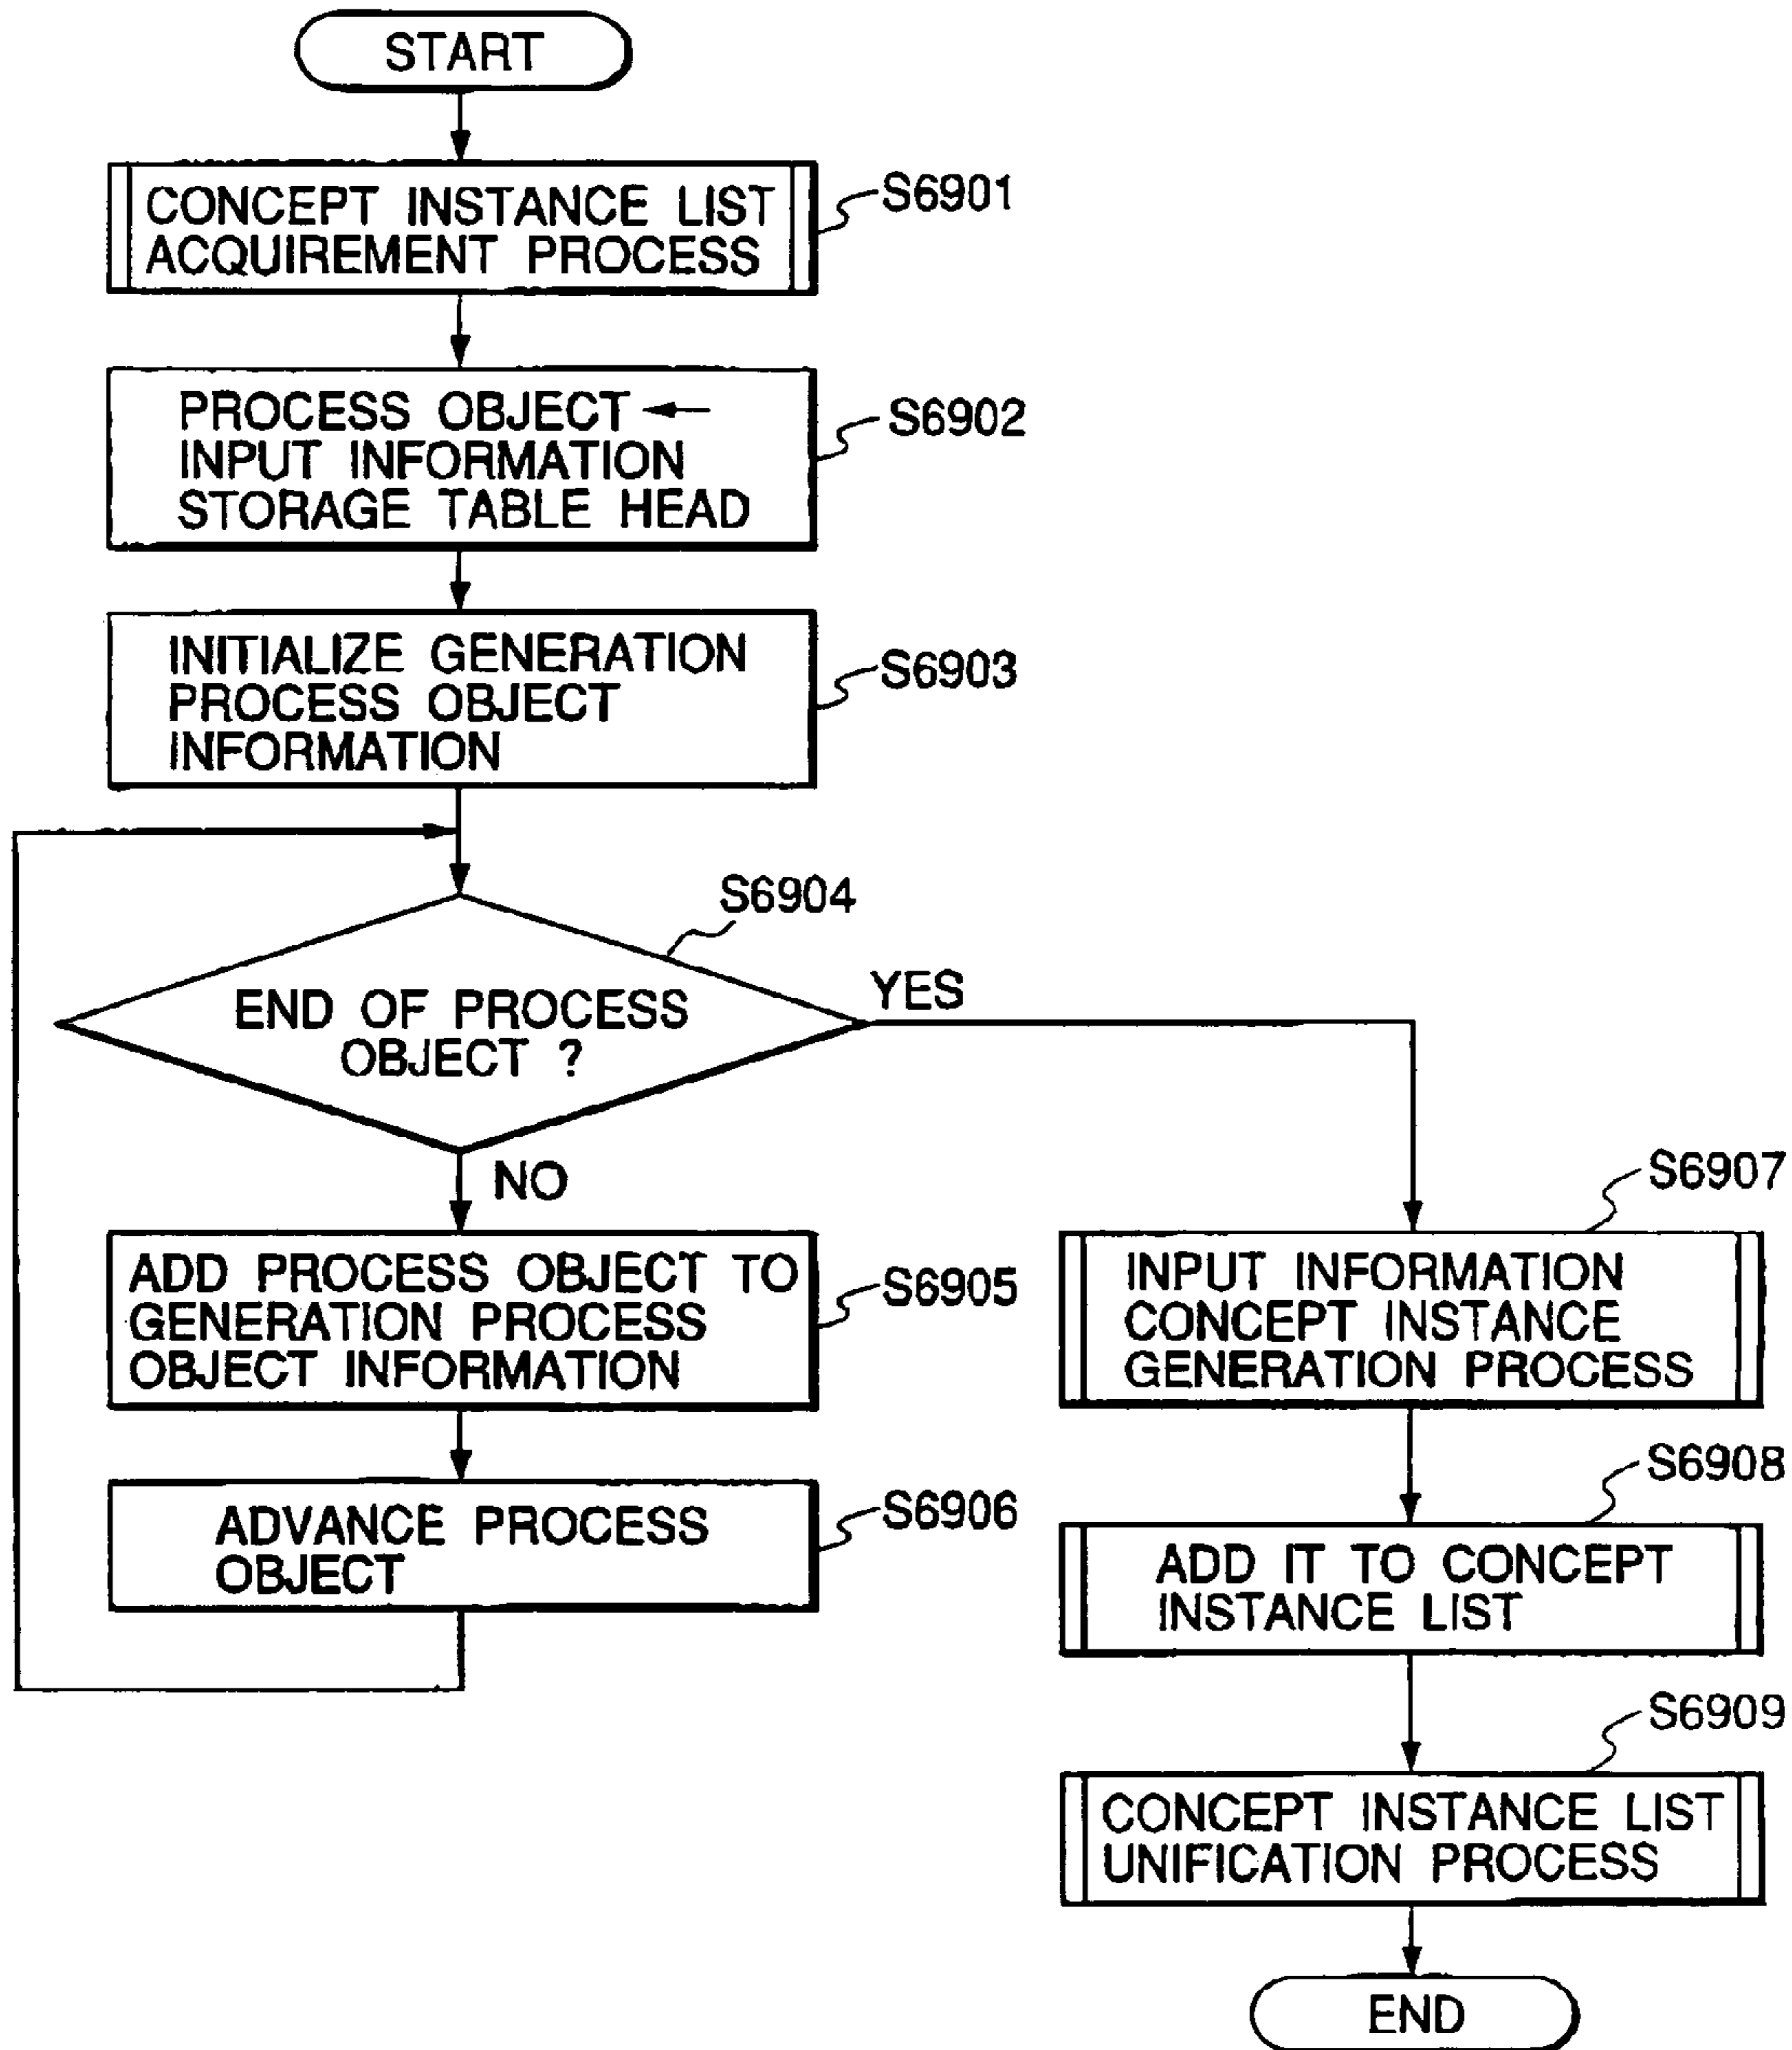 START
CONCEPT INSTANCE LIST
ACQUIREMENT PROCESS
S6901
PROCESS OBJECT ←
INPUT INFORMATION
STORAGE TABLE HEAD
S6902
INITIALIZE GENERATION
PROCESS OBJECT
INFORMATION
S6903
S6904
END OF PROCESS
OBJECT ?
YES
NO
ADD PROCESS OBJECT TO
GENERATION PROCESS
OBJECT INFORMATION
S6905
ADVANCE PROCESS
OBJECT
S6906
S6907
INPUT INFORMATION
CONCEPT INSTANCE
GENERATION PROCESS
S6908
ADD IT TO CONCEPT
INSTANCE LIST
S6909
CONCEPT INSTANCE LIST
UNIFICATION PROCESS
END